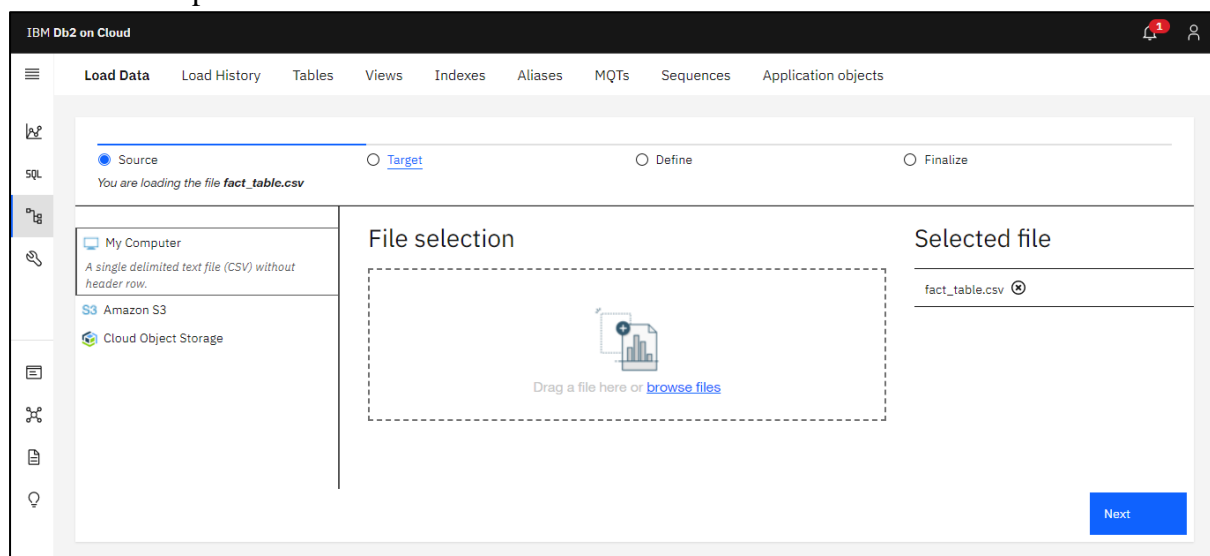 IBM Db2 on Cloud
1
Load Data Load History Tables Views Indexes Aliases MQTs Sequences Application objects
Source Target Define Finalize
You are loading the file fact_table.csv
SQL
My Computer
A single delimited text file (CSV) without
header row.
S3 Amazon S3
Cloud Object Storage
File selection
Drag a file here or browse files
Selected file
fact_table.csv
Next